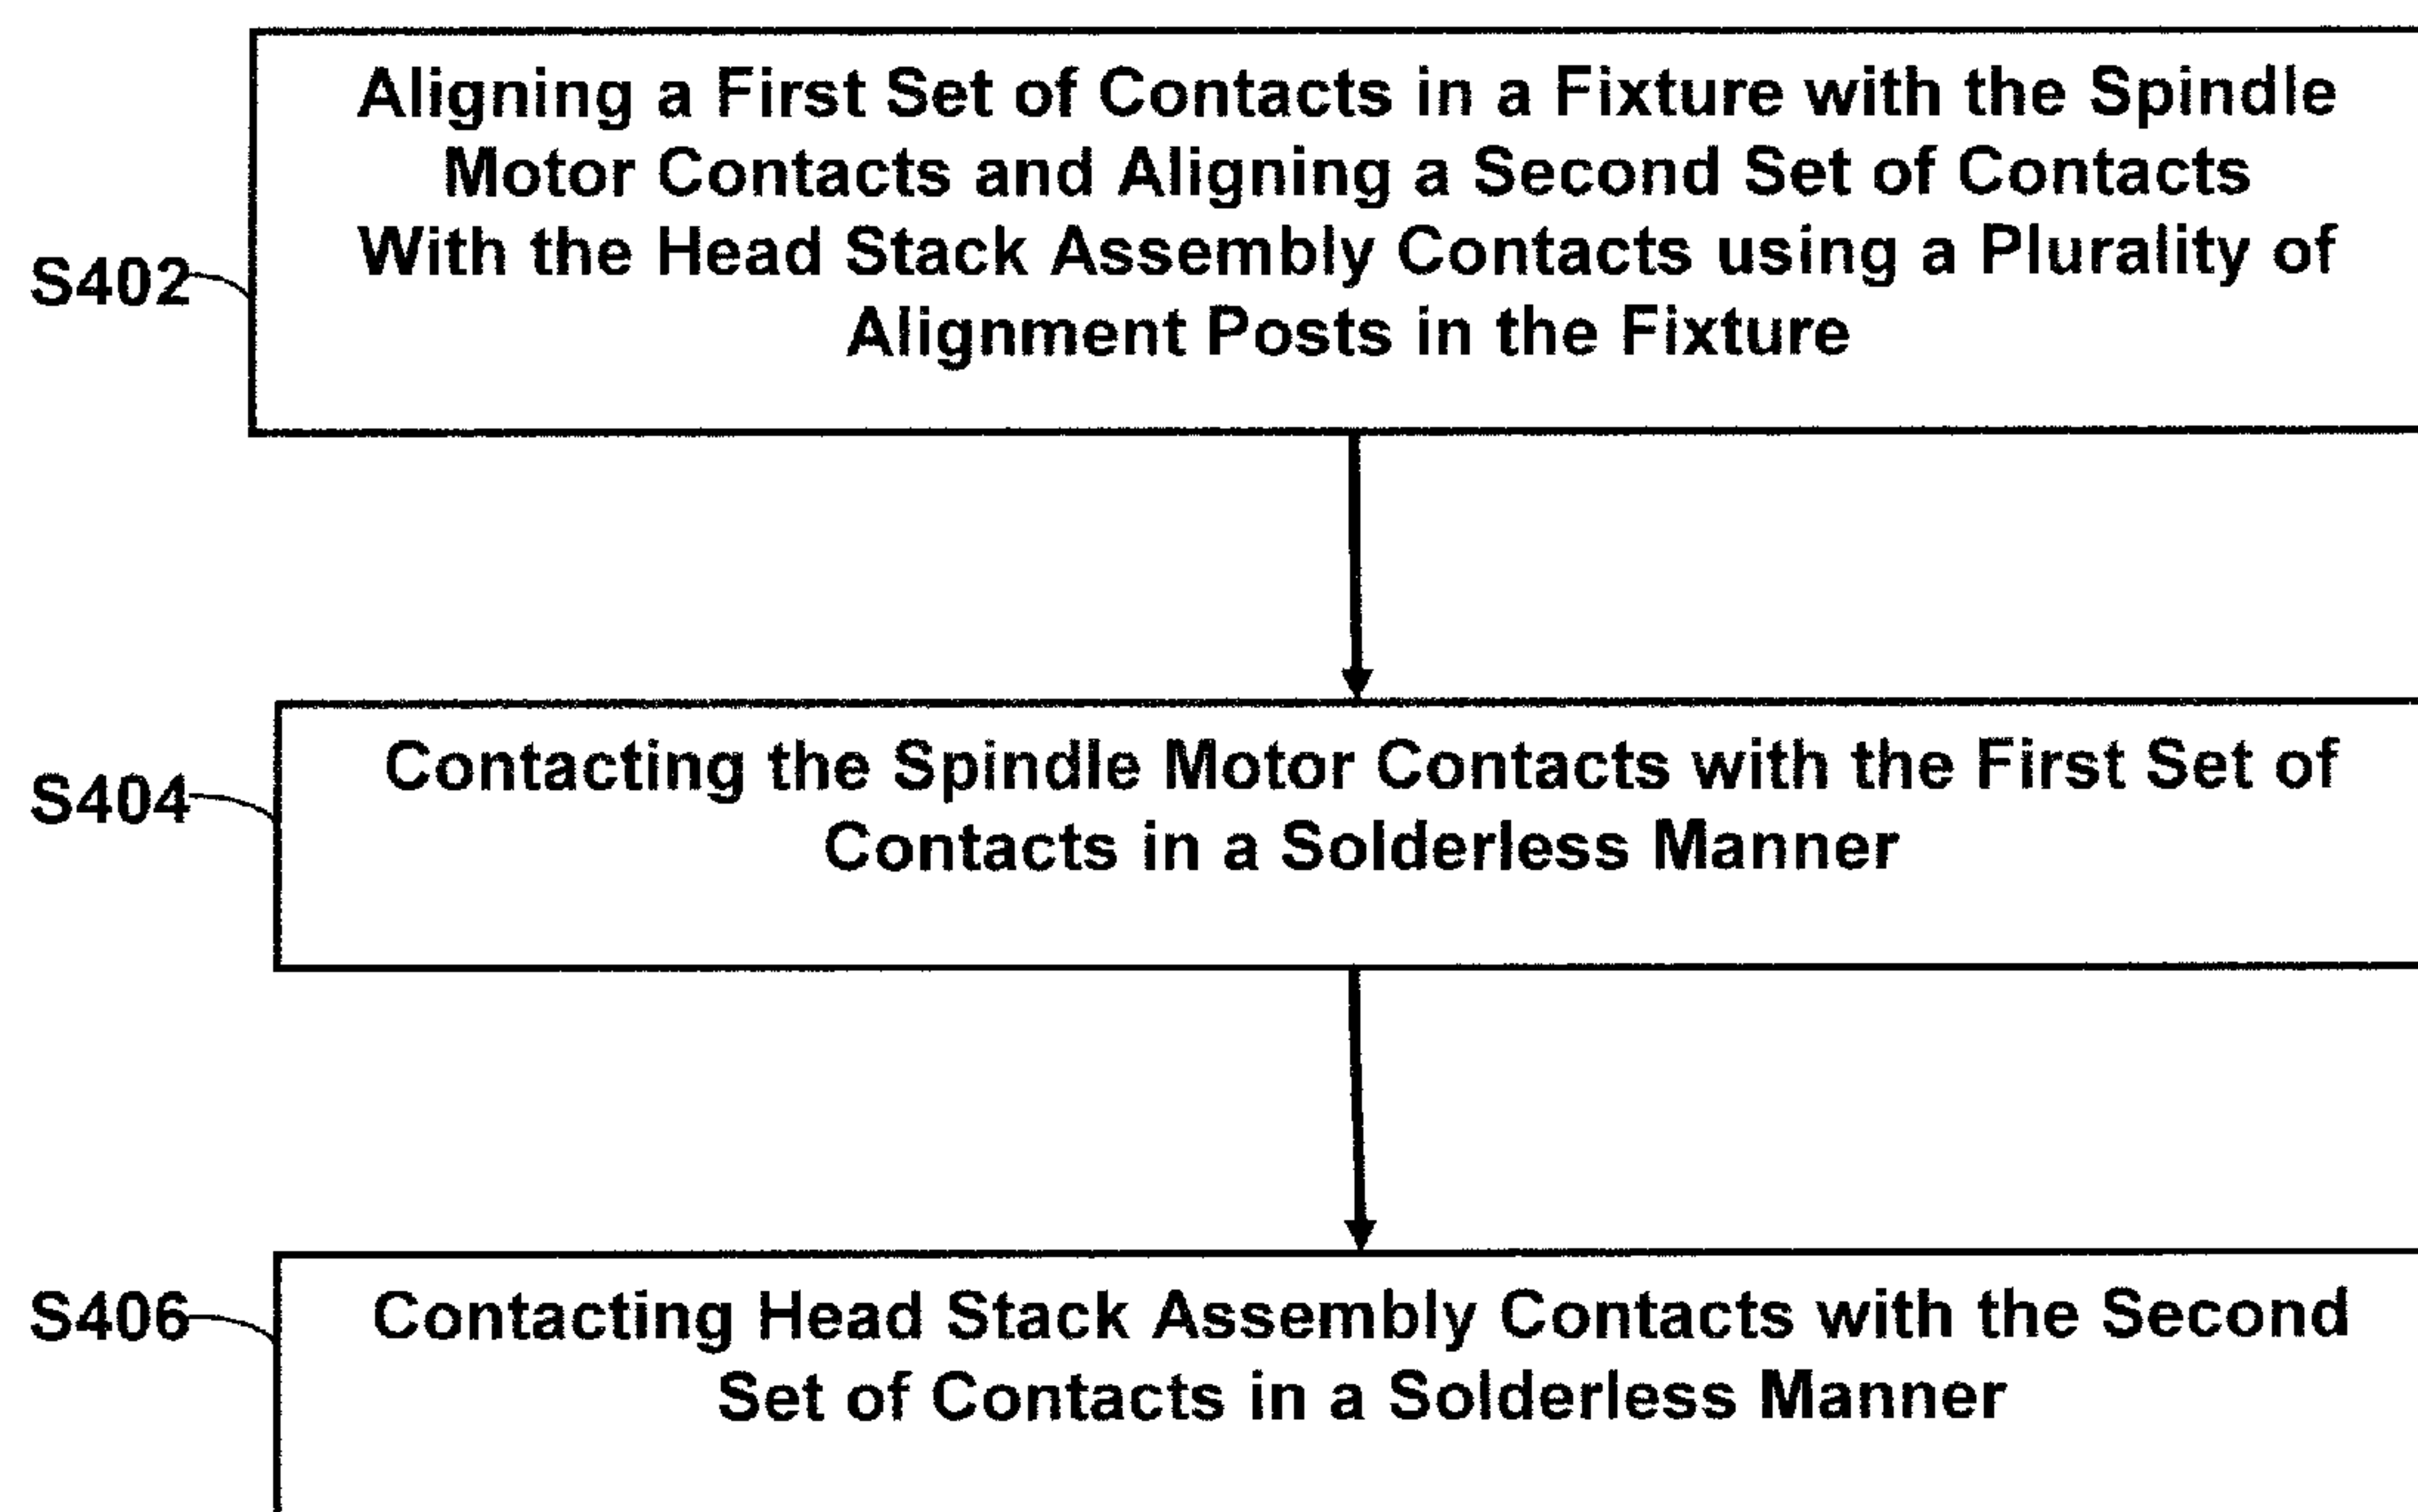 Aligning a First Set of Contacts in a Fixture with the Spindle
Motor Contacts and Aligning a Second Set of Contacts
With the Head Stack Assembly Contacts using a Plurality of
Alignment Posts in the Fixture
S402
Contacting the Spindle Motor Contacts with the First Set of
Contacts in a Solderless Manner
S404
Contacting Head Stack Assembly Contacts with the Second
Set of Contacts in a Solderless Manner
S406